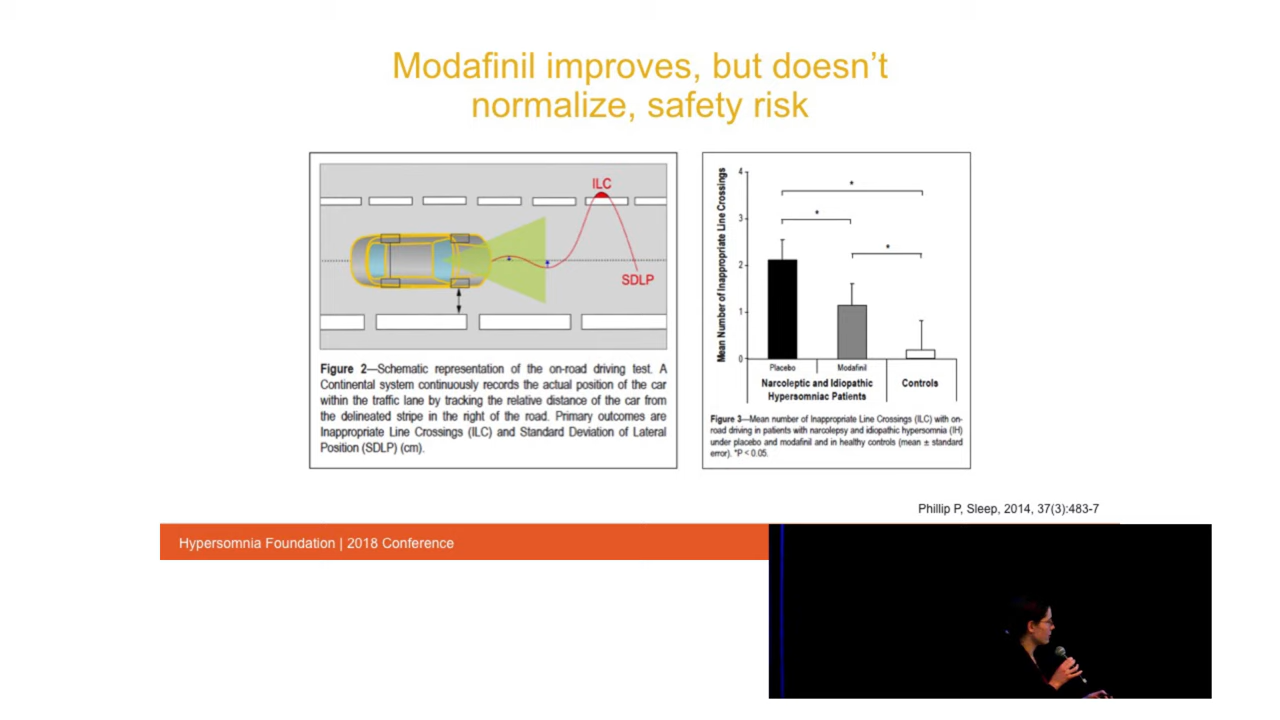 Modafinil improves, but doesn't
normalize, safety risk
ILC
SDLP
Figure 2—Schematic representation of the on-road driving test. A
Continental system continuously records the actual position of the car
within the traffic lane by tracking the relative distance of the car from
the delineated stripe in the right of the road. Primary outcomes are
Inappropriate Line Crossings (ILC) and Standard Deviation of Lateral
Position (SDLP) (cm).
Mean Number of Inappropriate Line Crossings
4
3
2
1
0
*
*
*
Placebo
Modafinil
Narcoleptic and Idiopathic
Hypersomniac Patients
Controls
Figure 3—Mean number of Inappropriate Line Crossings (ILC) with on-
road driving in patients with narcolepsy and idiopathic hypersomnia (IH)
under placebo and modafinil and in healthy controls (mean ± standard
error). *P < 0.05.
Phillip P, Sleep, 2014, 37(3):483-7
Hypersomnia Foundation | 2018 Conference